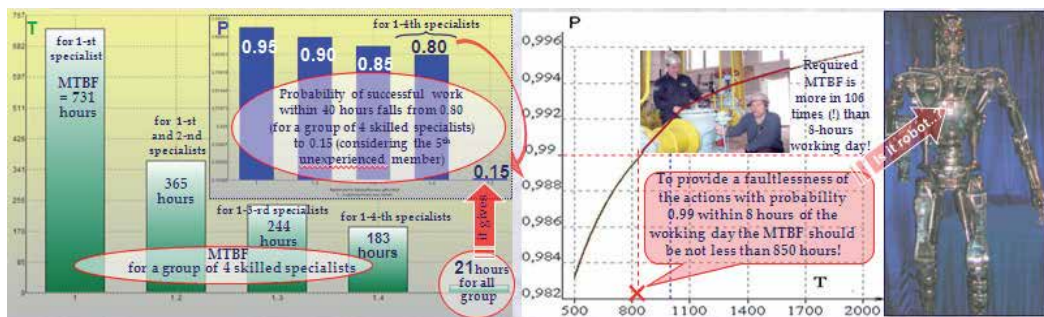 T
for 1-st
specialist
MTBF
= 731
hours
for 1-st
and 2-nd
specialists
365
hours
for 1-3-rd specialists
244
hours
for 1-4-th specialists
183
hours
MTBF
for a group of 4 skilled specialists
1
1.2
1.3
1.4
P
0.95
0.90
0.85
for 1-4th specialists
0.80
0.15
Probability of successful work
within 40 hours falls from 0.80
(for a group of 4 skilled specialists)
to 0.15 (considering the 5th
unexperienced member)
it gives
21 hours
for all
group
P
0,996
0,994
0,992
0,99
0,988
0,986
0,984
0,982
500
800
1100
1400
1700
2000
T
Required
MTBF is
more in 106
times (!) than
8-hours
working day!
To provide a faultlessness of
the actions with probability
0.99 within 8 hours of the
working day the MTBF should
be not less than 850 hours!
Is it robot..?